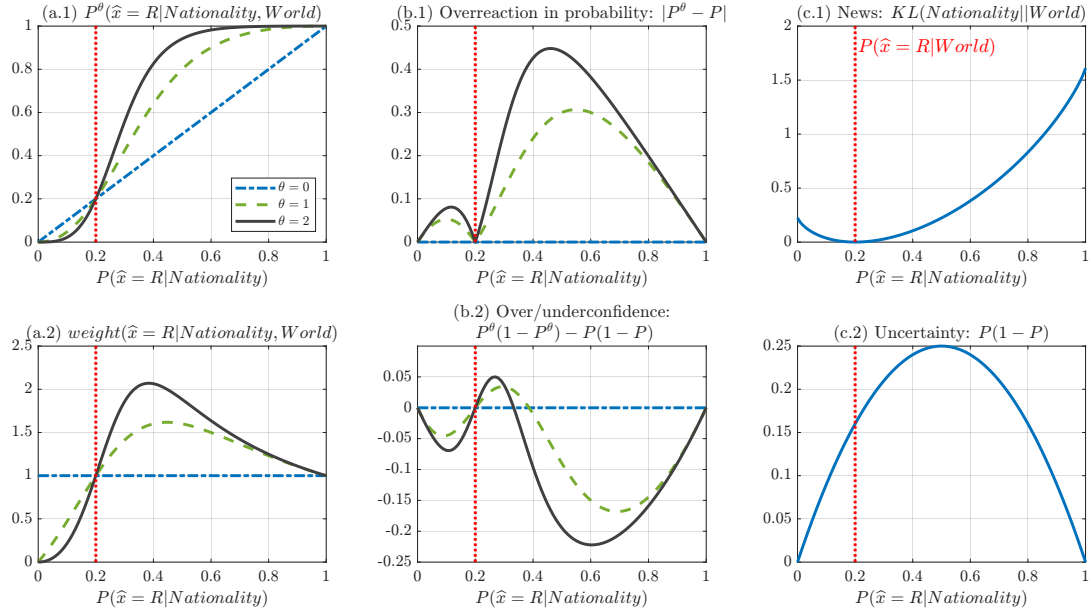 (a.1) P^θ(x̂ = R|Nationality, World)
1
0.8
0.6
0.4
0.2
0
0 0.2 0.4 0.6 0.8 1
P(x̂ = R|Nationality)
θ = 0
θ = 1
θ = 2
(b.1) Overreaction in probability: |P^θ − P|
0.5
0.4
0.3
0.2
0.1
0
0 0.2 0.4 0.6 0.8 1
P(x̂ = R|Nationality)
(c.1) News: KL(Nationality||World)
P(x̂ = R|World)
2
1.5
1
0.5
0
0 0.2 0.4 0.6 0.8 1
P(x̂ = R|Nationality)
(a.2) weight(x̂ = R|Nationality, World)
2.5
2
1.5
1
0.5
0
0 0.2 0.4 0.6 0.8 1
P(x̂ = R|Nationality)
(b.2) Over/underconfidence:
P^θ(1 − P^θ) − P(1 − P)
0.05
0
-0.05
-0.1
-0.15
-0.2
-0.25
0 0.2 0.4 0.6 0.8 1
P(x̂ = R|Nationality)
(c.2) Uncertainty: P(1 − P)
0.25
0.2
0.15
0.1
0.05
0
0 0.2 0.4 0.6 0.8 1
P(x̂ = R|Nationality)